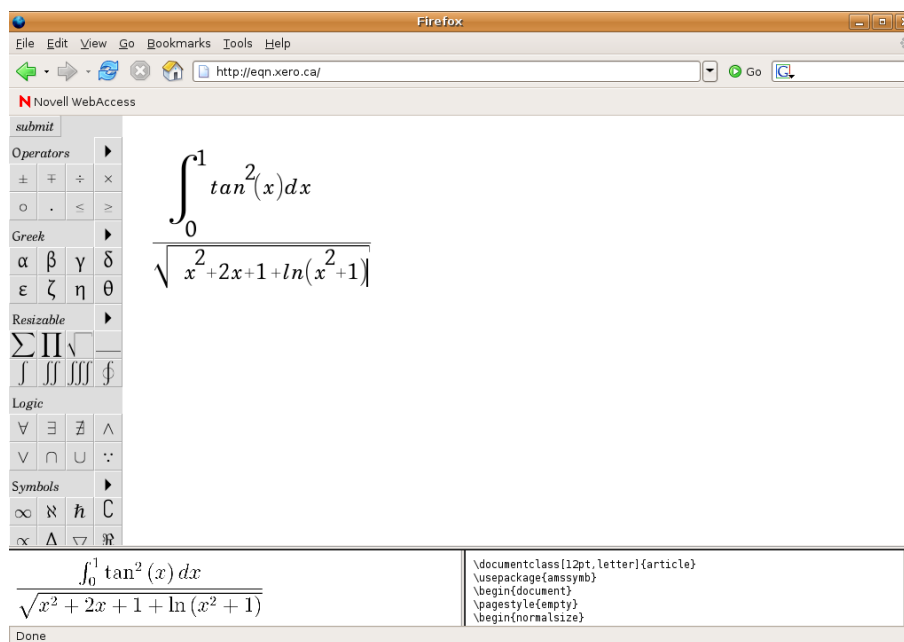 Firefox
File Edit View Go Bookmarks Tools Help
http://eqn.xero.ca/ Go G
N Novell WebAccess
submit
Operators
± ∓ ÷ ×
○ . ≤ ≥
Greek
α β γ δ
ε ζ η θ
Resizable
∑ ∏ √
∫ ∬ ∭ ∮
Logic
∀ ∃ ∄ ∧
∨ ∩ ∪ ∵
Symbols
∞ ℵ ℏ ∁
∝ ∆ ▽ ℜ
∫₀¹ tan²(x)dx
√ x²+2x+1+ln(x²+1)
∫₀¹ tan² (x) dx
√x² + 2x + 1 + ln (x² + 1)
\documentclass[12pt,letter]{article}
\usepackage{amssymb}
\begin{document}
\pagestyle{empty}
\begin{normalsize}
Done